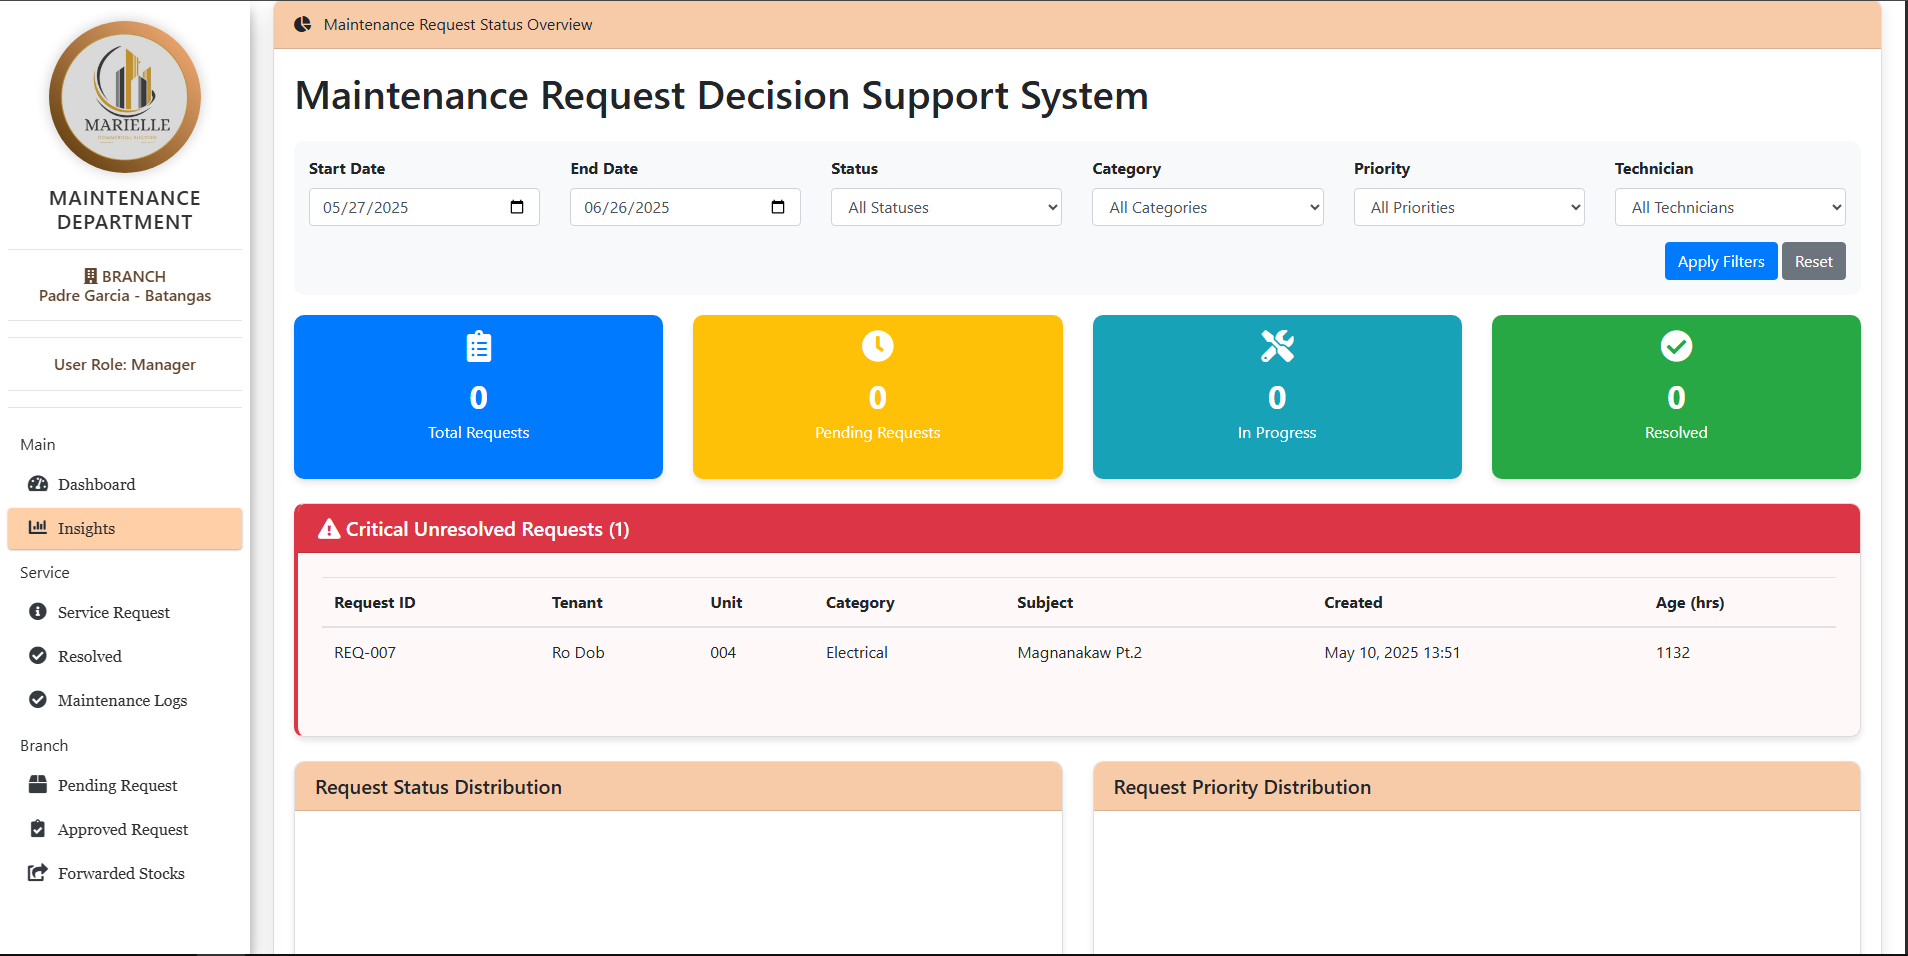 MARIELLE
COMMERCIAL BUILDING
MAINTENANCE
DEPARTMENT
BRANCH
Padre Garcia - Batangas
User Role: Manager
Main
Dashboard
Insights
Service
Service Request
Resolved
Maintenance Logs
Branch
Pending Request
Approved Request
Forwarded Stocks
Maintenance Request Status Overview
Maintenance Request Decision Support System
Start Date End Date Status Category Priority Technician
05/27/2025 06/26/2025 All Statuses All Categories All Priorities All Technicians
Apply Filters Reset
0 0 0 0
Total Requests Pending Requests In Progress Resolved
Critical Unresolved Requests (1)
Request ID Tenant Unit Category Subject Created Age (hrs)
REQ-007 Ro Dob 004 Electrical Magnanakaw Pt.2 May 10, 2025 13:51 1132
Request Status Distribution Request Priority Distribution